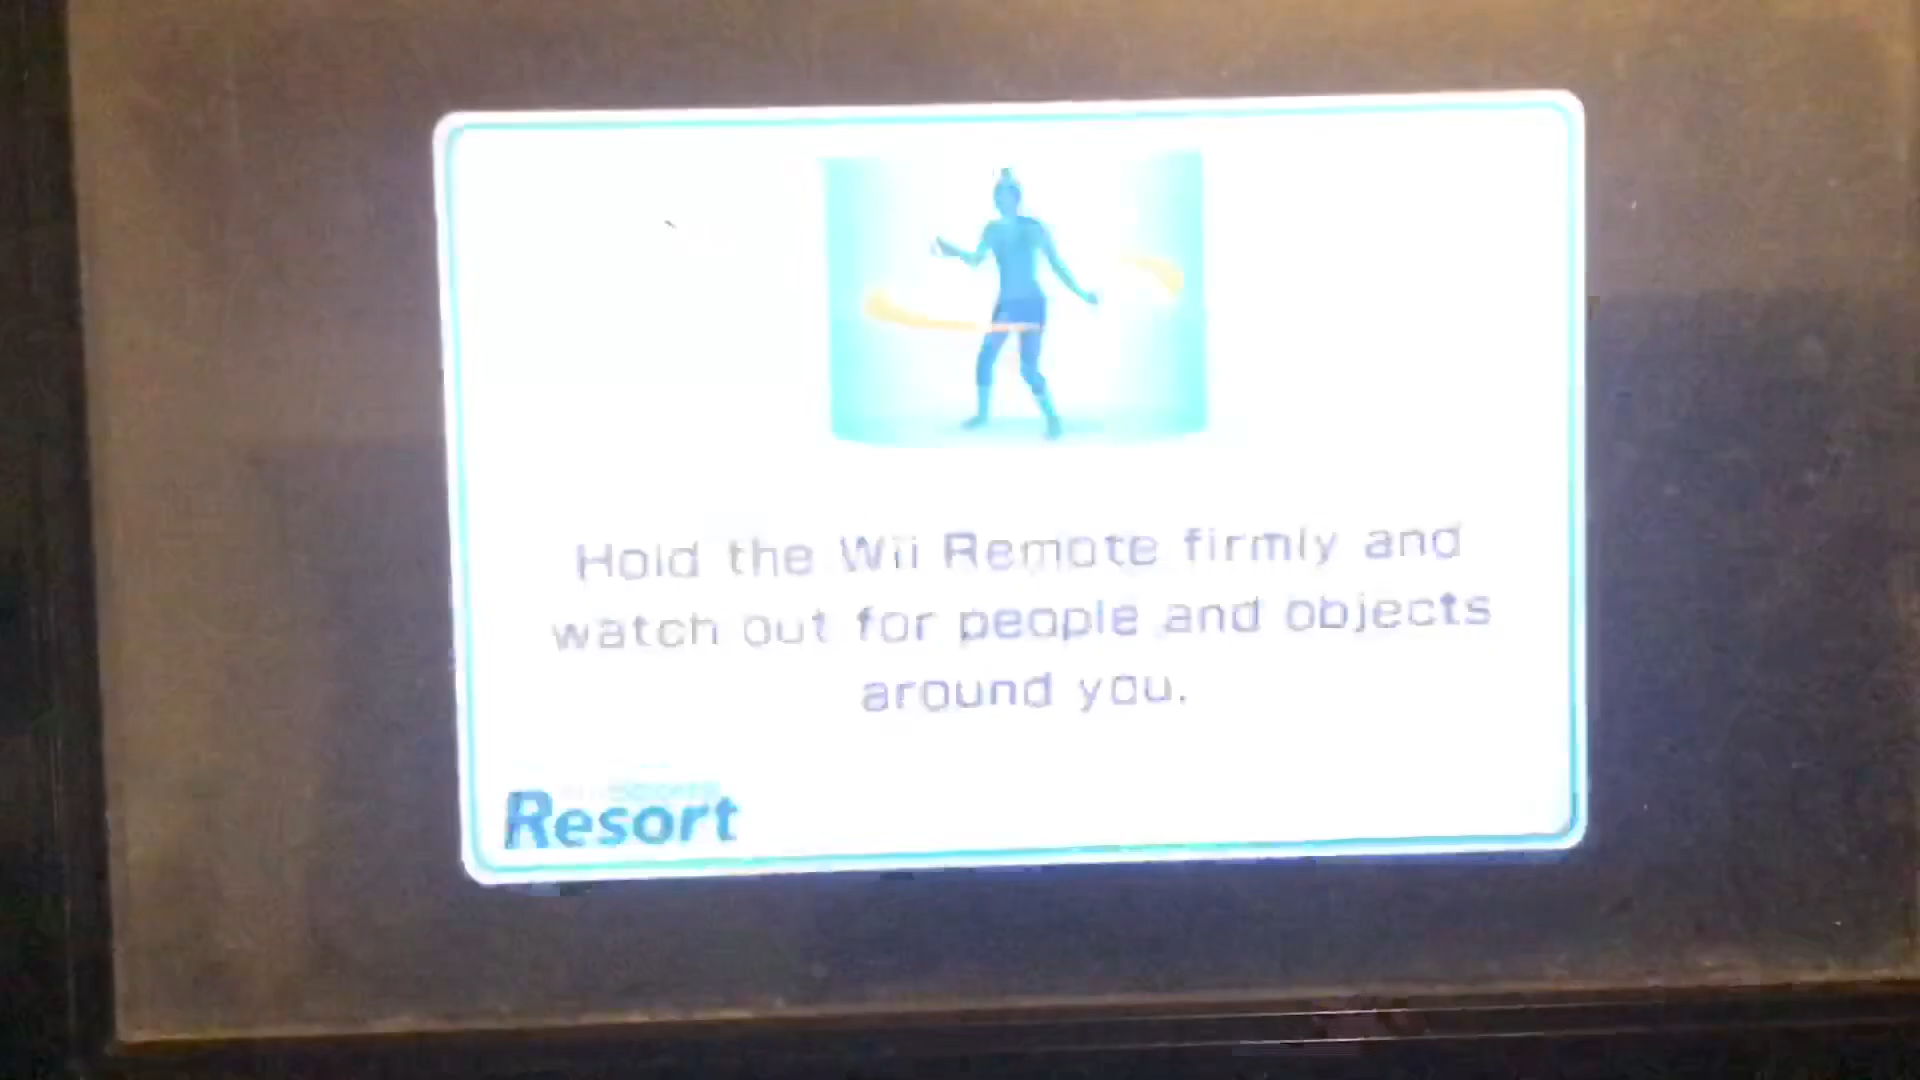 Hold the Wii Remote firmly and
watch out for people and objects
around you.
Resort